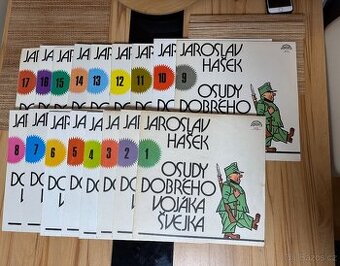 17
16
15
14
13
12
11
10
9
JAROSLAV
HAŠEK
OSUDY
DOBRÉHO
8
7
6
5
4
3
2
1
JAROSLAV
HAŠEK
OSUDY
DOBRÉHO
VOJÁKA
ŠVEJKA